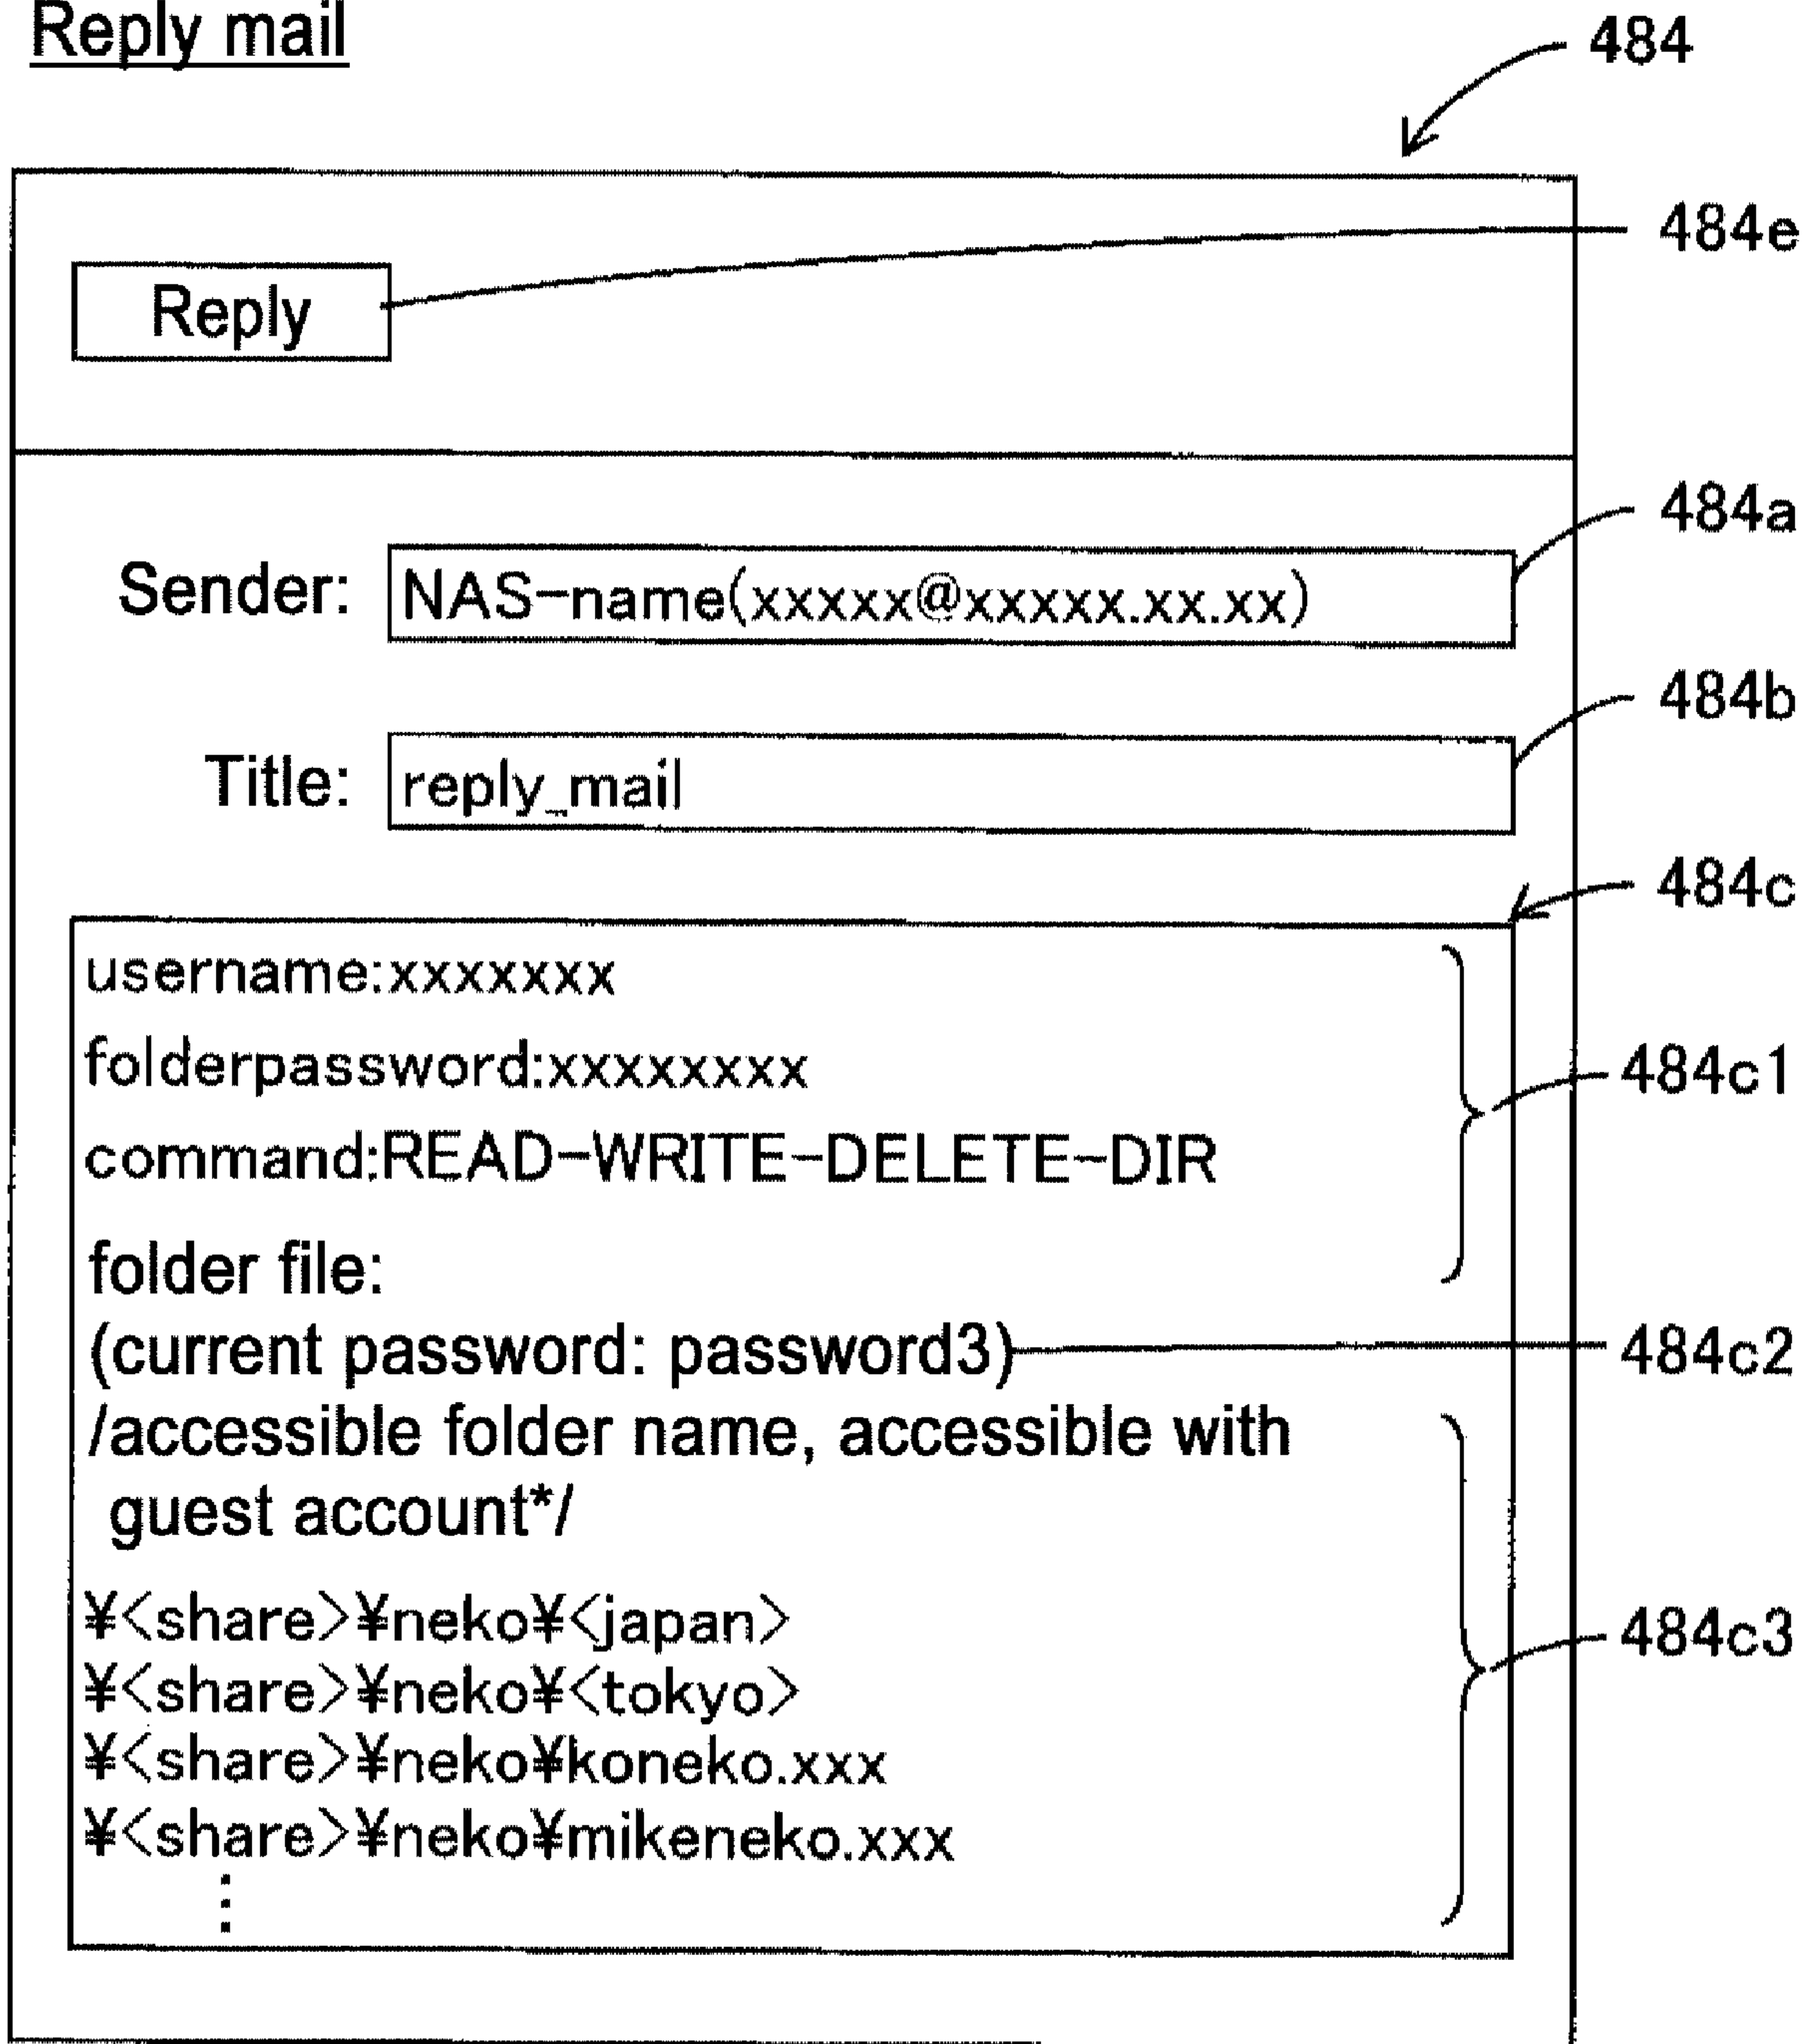 Reply mail
484
484e
Reply
484a
Sender: NAS-name(xxxxx@xxxxx.xx.xx)
484b
Title: reply_mail
484c
username:xxxxxxx
folderpassword:xxxxxxxx
484c1
command:READ-WRITE-DELETE-DIR
folder file:
(current password: password3)
484c2
/accessible folder name, accessible with
guest account*/
¥<share>¥neko¥<japan>
484c3
¥<share>¥neko¥<tokyo>
¥<share>¥neko¥koneko.xxx
¥<share>¥neko¥mikeneko.xxx
⋮